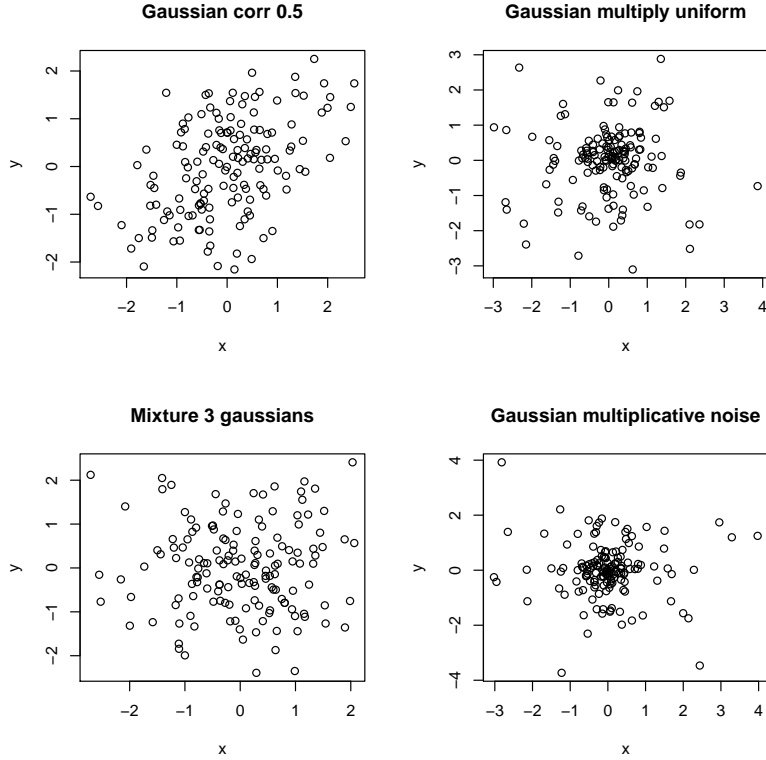 Gaussian corr 0.5
2
1
0
−1
−2
y
−2 −1 0 1 2
x
Gaussian multiply uniform
3
2
1
0
−1
−2
−3
y
−3 −2 −1 0 1 2 3 4
x
Mixture 3 gaussians
2
1
0
−1
−2
y
−2 −1 0 1 2
x
Gaussian multiplicative noise
4
2
0
−2
−4
y
−3 −2 −1 0 1 2 3 4
x